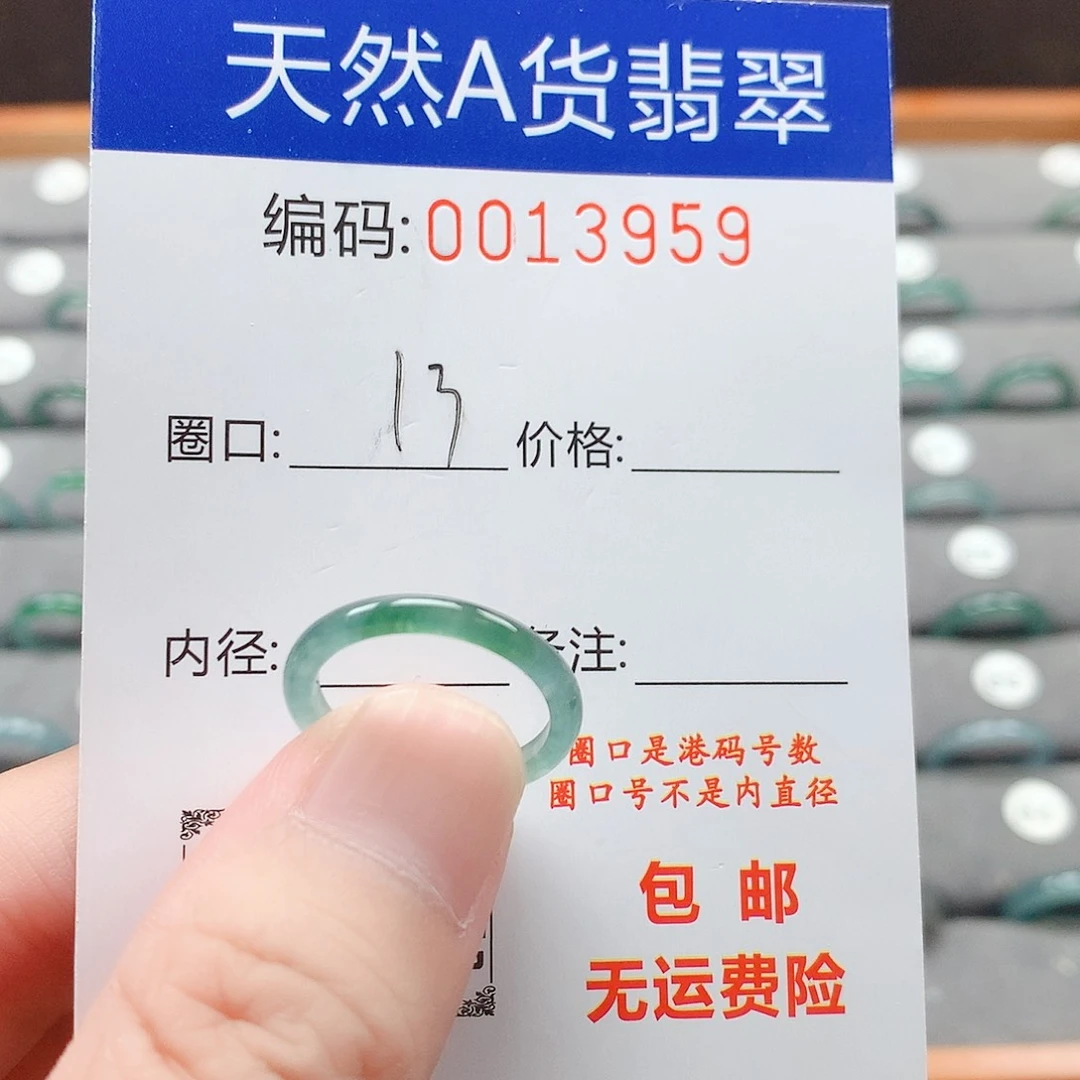 天然A货翡翠
编码:0013959
圈口: 13 价格:
内径: 备注:
圈口是港码号数
圈口号不是内直径
包邮
无运费险